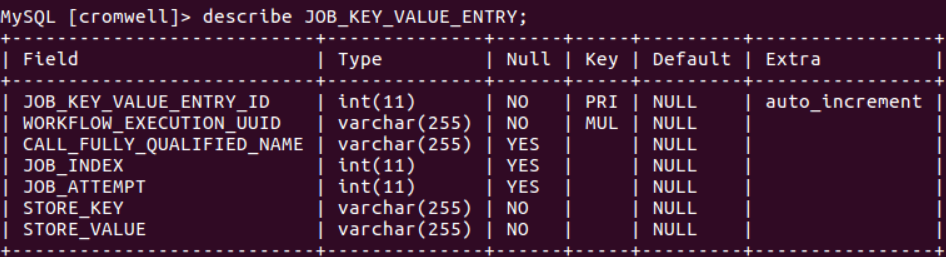 MySQL [cromwell]> describe JOB_KEY_VALUE_ENTRY;
+----------------------------+--------------+------+-----+---------+----------------+
| Field                      | Type         | Null | Key | Default | Extra          |
+----------------------------+--------------+------+-----+---------+----------------+
| JOB_KEY_VALUE_ENTRY_ID     | int(11)      | NO   | PRI | NULL    | auto_increment |
| WORKFLOW_EXECUTION_UUID    | varchar(255) | NO   | MUL | NULL    |                |
| CALL_FULLY_QUALIFIED_NAME  | varchar(255) | YES  |     | NULL    |                |
| JOB_INDEX                  | int(11)      | YES  |     | NULL    |                |
| JOB_ATTEMPT                | int(11)      | YES  |     | NULL    |                |
| STORE_KEY                  | varchar(255) | NO   |     | NULL    |                |
| STORE_VALUE                | varchar(255) | NO   |     | NULL    |                |
+----------------------------+--------------+------+-----+---------+----------------+